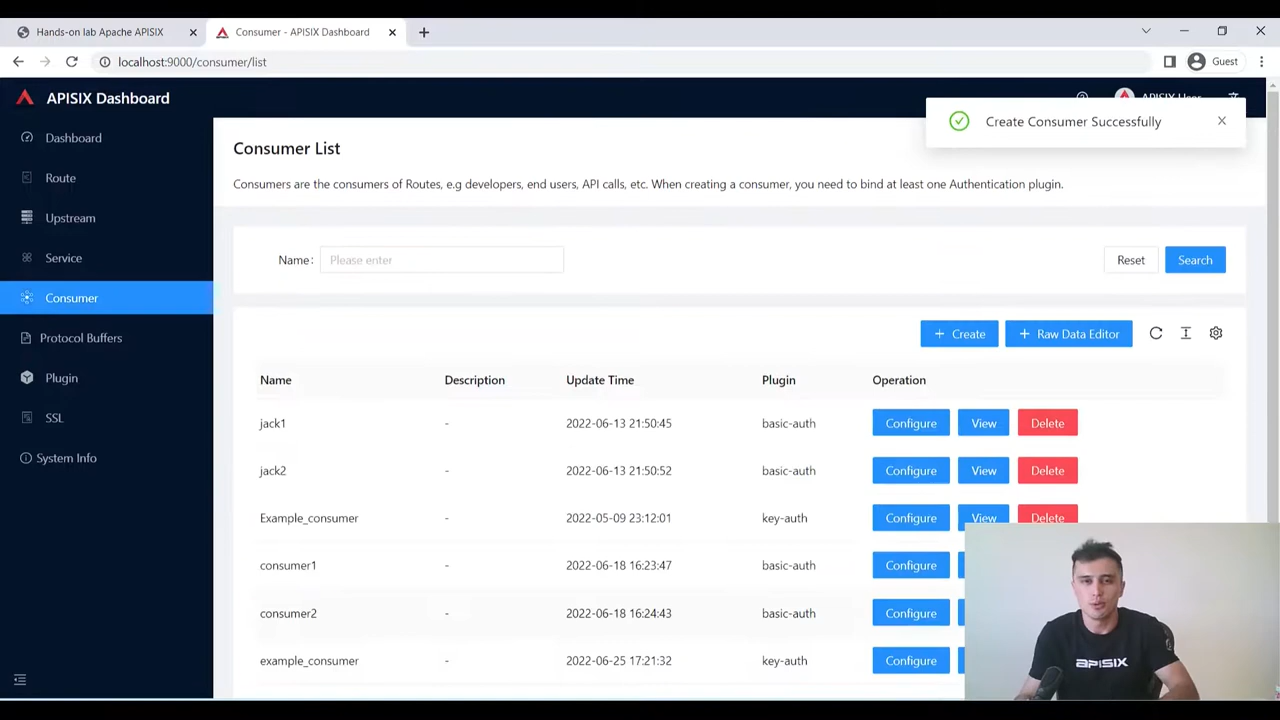 Hands-on lab Apache APISIX
Consumer - APISIX Dashboard
localhost:9000/consumer/list
Guest
APISIX Dashboard
APISIX User
Create Consumer Successfully
Dashboard
Route
Upstream
Service
Consumer
Protocol Buffers
Plugin
SSL
System Info
Consumer List
Consumers are the consumers of Routes, e.g developers, end users, API calls, etc. When creating a consumer, you need to bind at least one Authentication plugin.
Name: Please enter
Reset Search
+ Create + Raw Data Editor
Name Description Update Time Plugin Operation
jack1 - 2022-06-13 21:50:45 basic-auth Configure View Delete
jack2 - 2022-06-13 21:50:52 basic-auth Configure View Delete
Example_consumer - 2022-05-09 23:12:01 key-auth Configure View Delete
consumer1 - 2022-06-18 16:23:47 basic-auth Configure
consumer2 - 2022-06-18 16:24:43 basic-auth Configure
example_consumer - 2022-06-25 17:21:32 key-auth Configure
APISIX